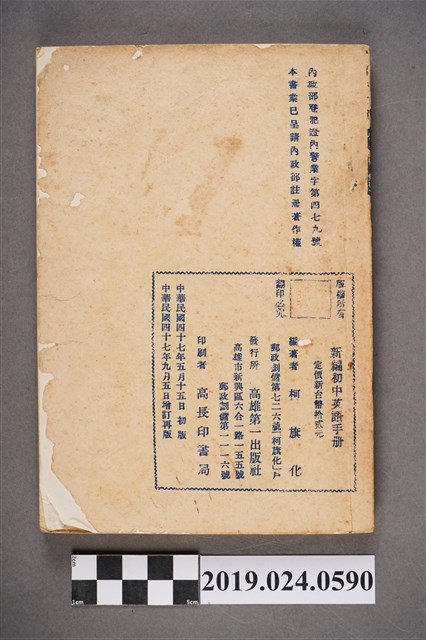 內政部登記證內警業字第四七九號
本書業已呈請內政部註冊著作權
版權所有
翻印必究
新編初中英語手册
定價新台幣拾貳元
編著者 柯旗化
郵政劃儲第七二六號「柯旗化」戶
發行所 高雄第一出版社
高雄市新興區六合一路一五五號
郵政劃儲第一一一六號
印刷者 高長印書局
中華民國四十七年五月十五日初版
中華民國四十七年九月五日增訂再版
2cm
1cm
5cm
2019.024.0590